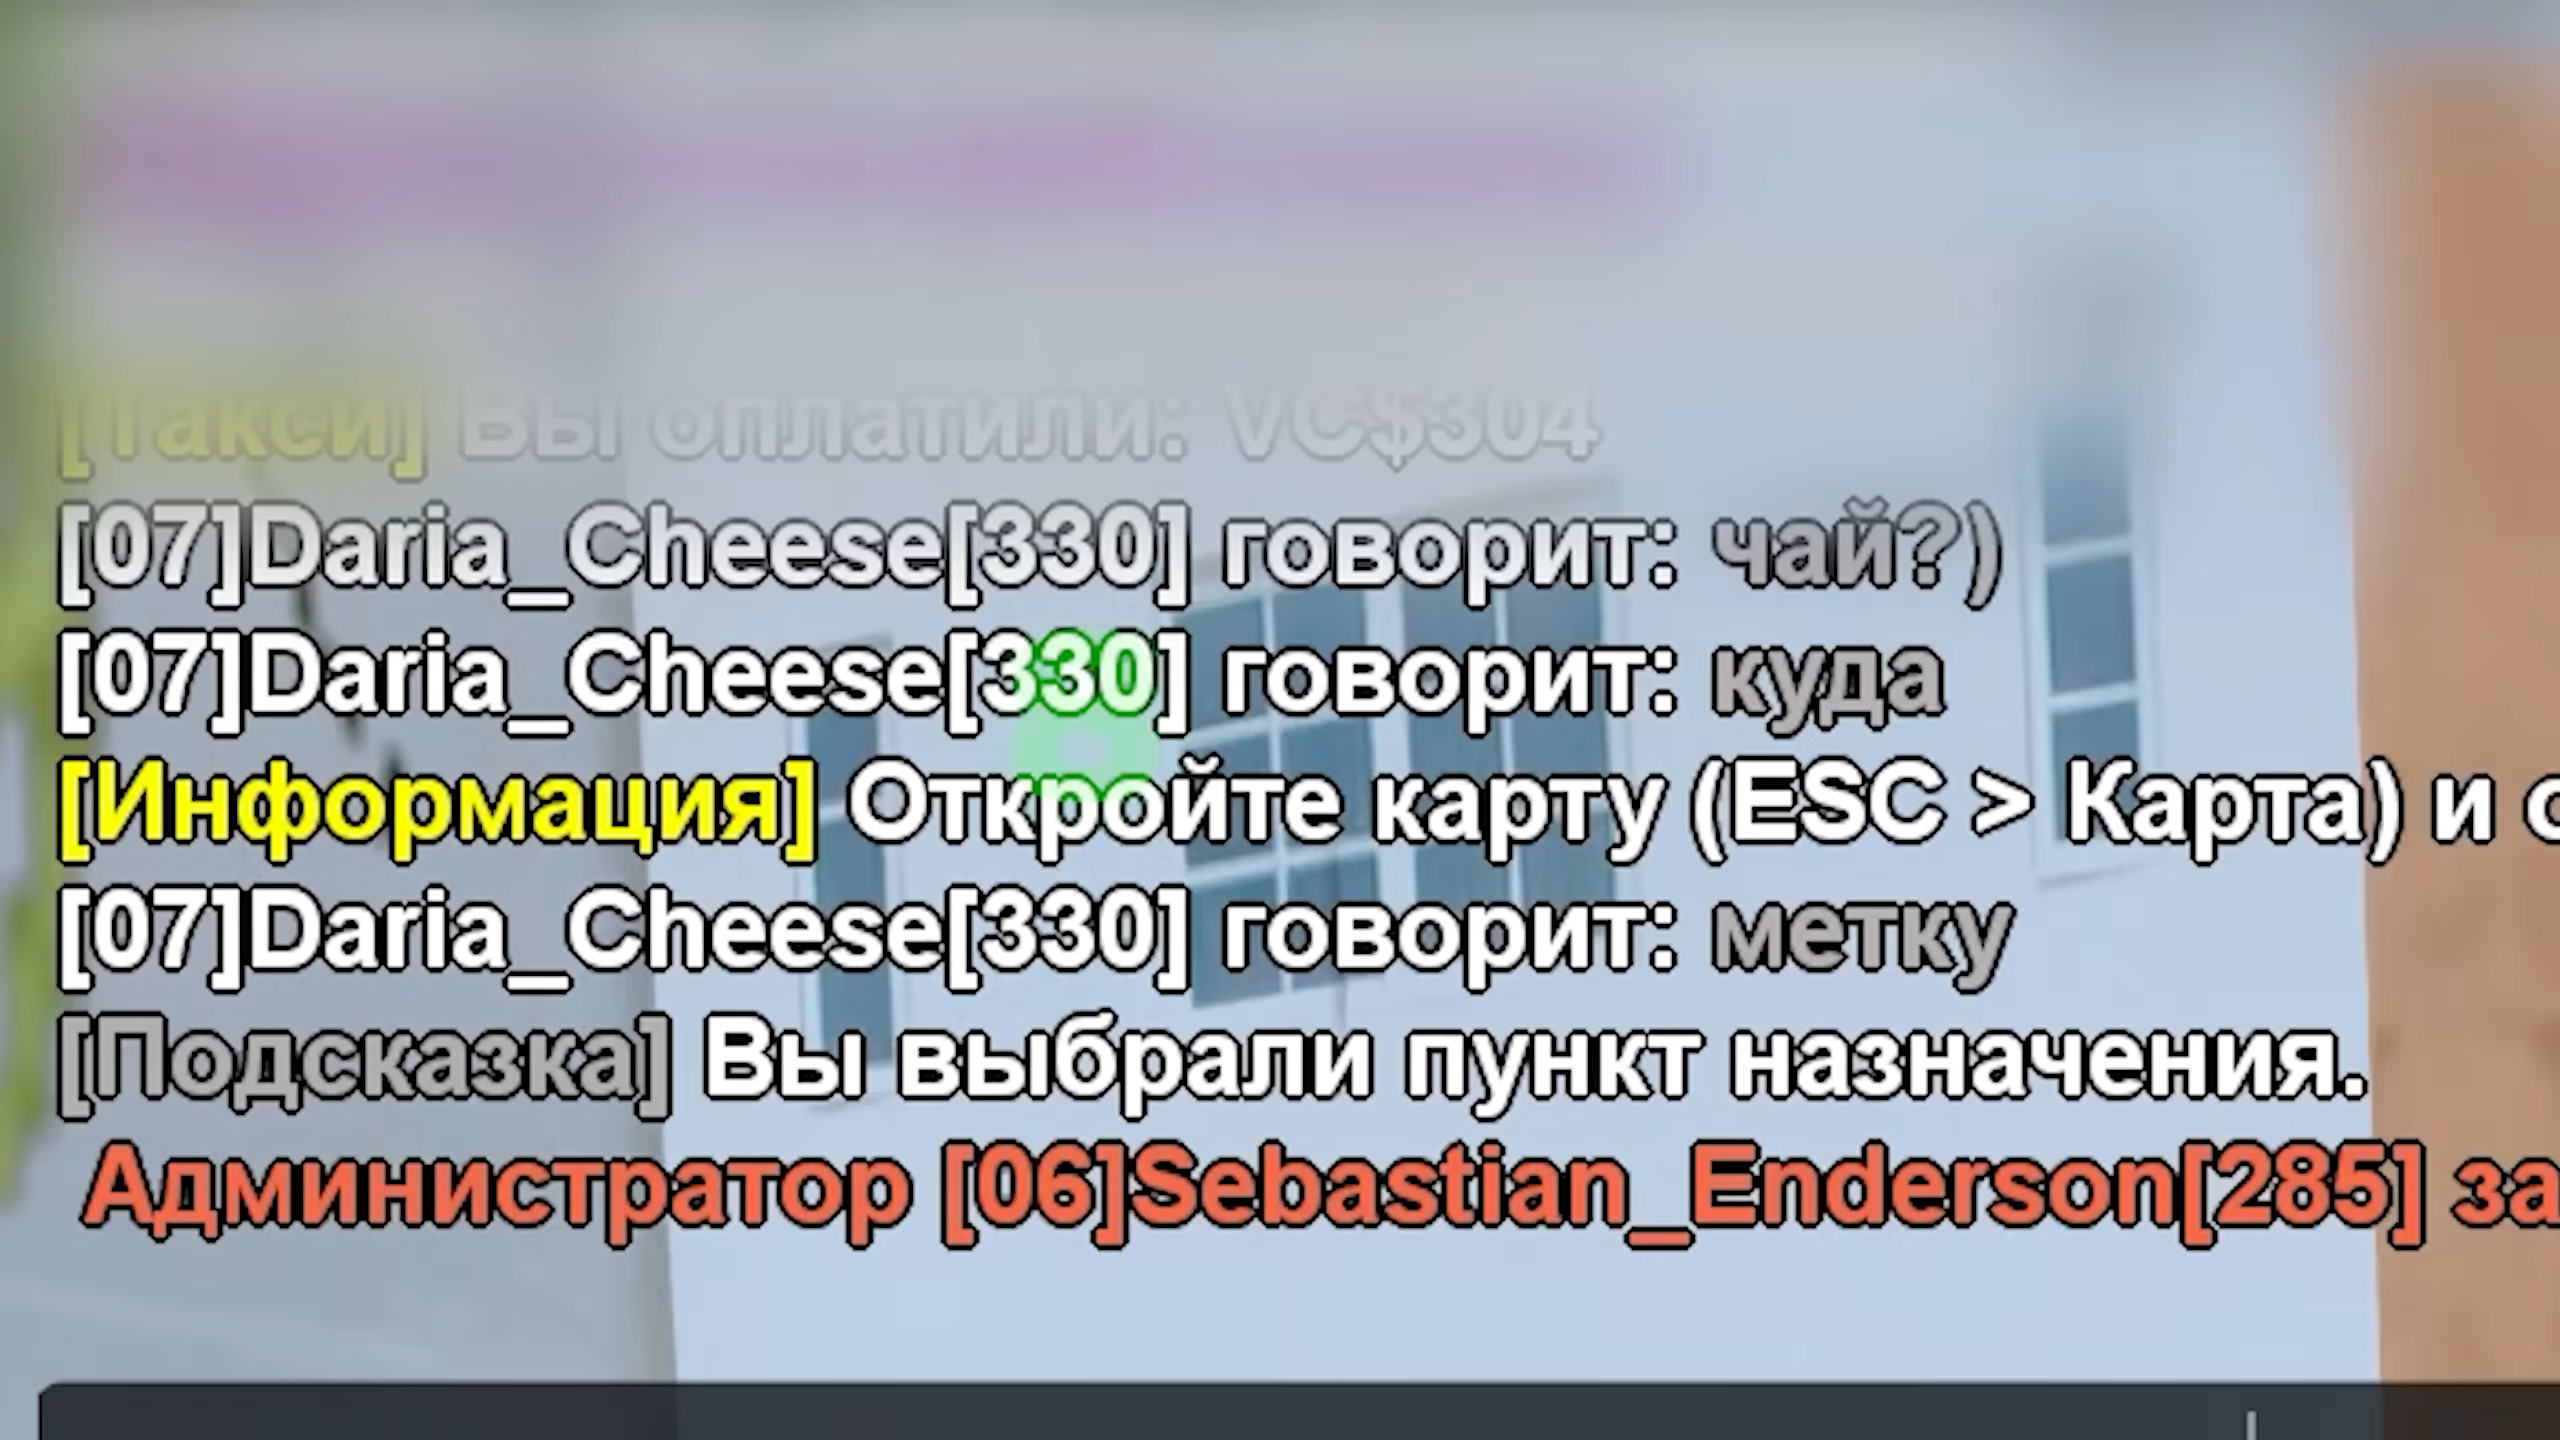 [Такси] Вы оплатили: VC$304
[07]Daria_Cheese[330] говорит: чай?)
[07]Daria_Cheese[330] говорит: куда
[Информация] Откройте карту (ESC > Карта) и
[07]Daria_Cheese[330] говорит: метку
[Подсказка] Вы выбрали пункт назначения.
Администратор [06]Sebastian_Enderson[285] за